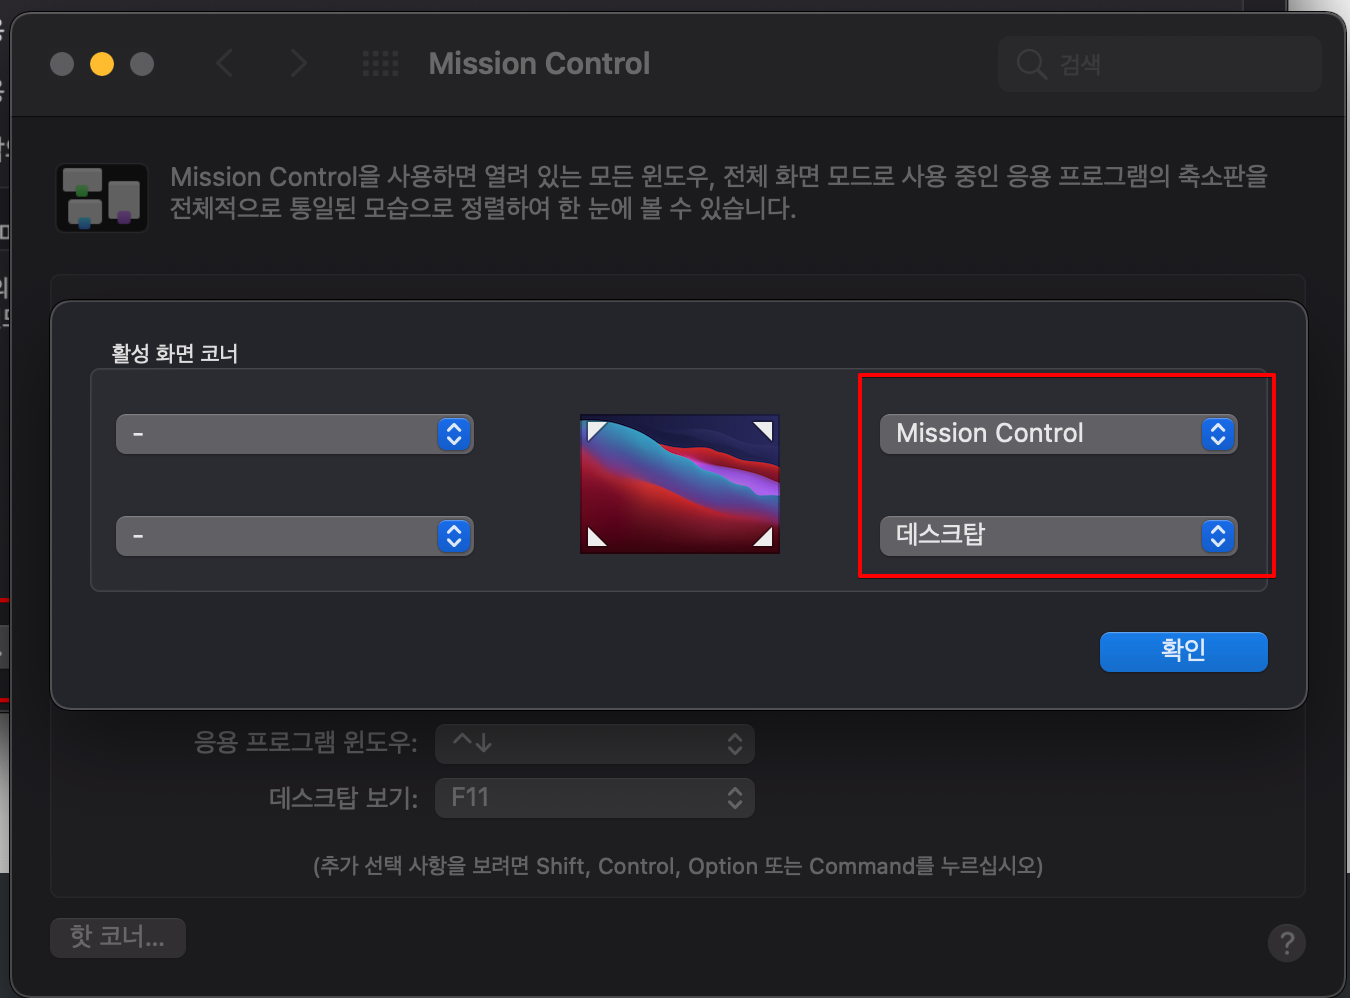 Mission Control
검색
Mission Control을 사용하면 열려 있는 모든 윈도우, 전체 화면 모드로 사용 중인 응용 프로그램의 축소판을
전체적으로 통일된 모습으로 정렬하여 한 눈에 볼 수 있습니다.
활성 화면 코너
-
Mission Control
-
데스크탑
확인
응용 프로그램 윈도우: ^↓
데스크탑 보기: F11
(추가 선택 사항을 보려면 Shift, Control, Option 또는 Command를 누르십시오)
핫 코너...
?